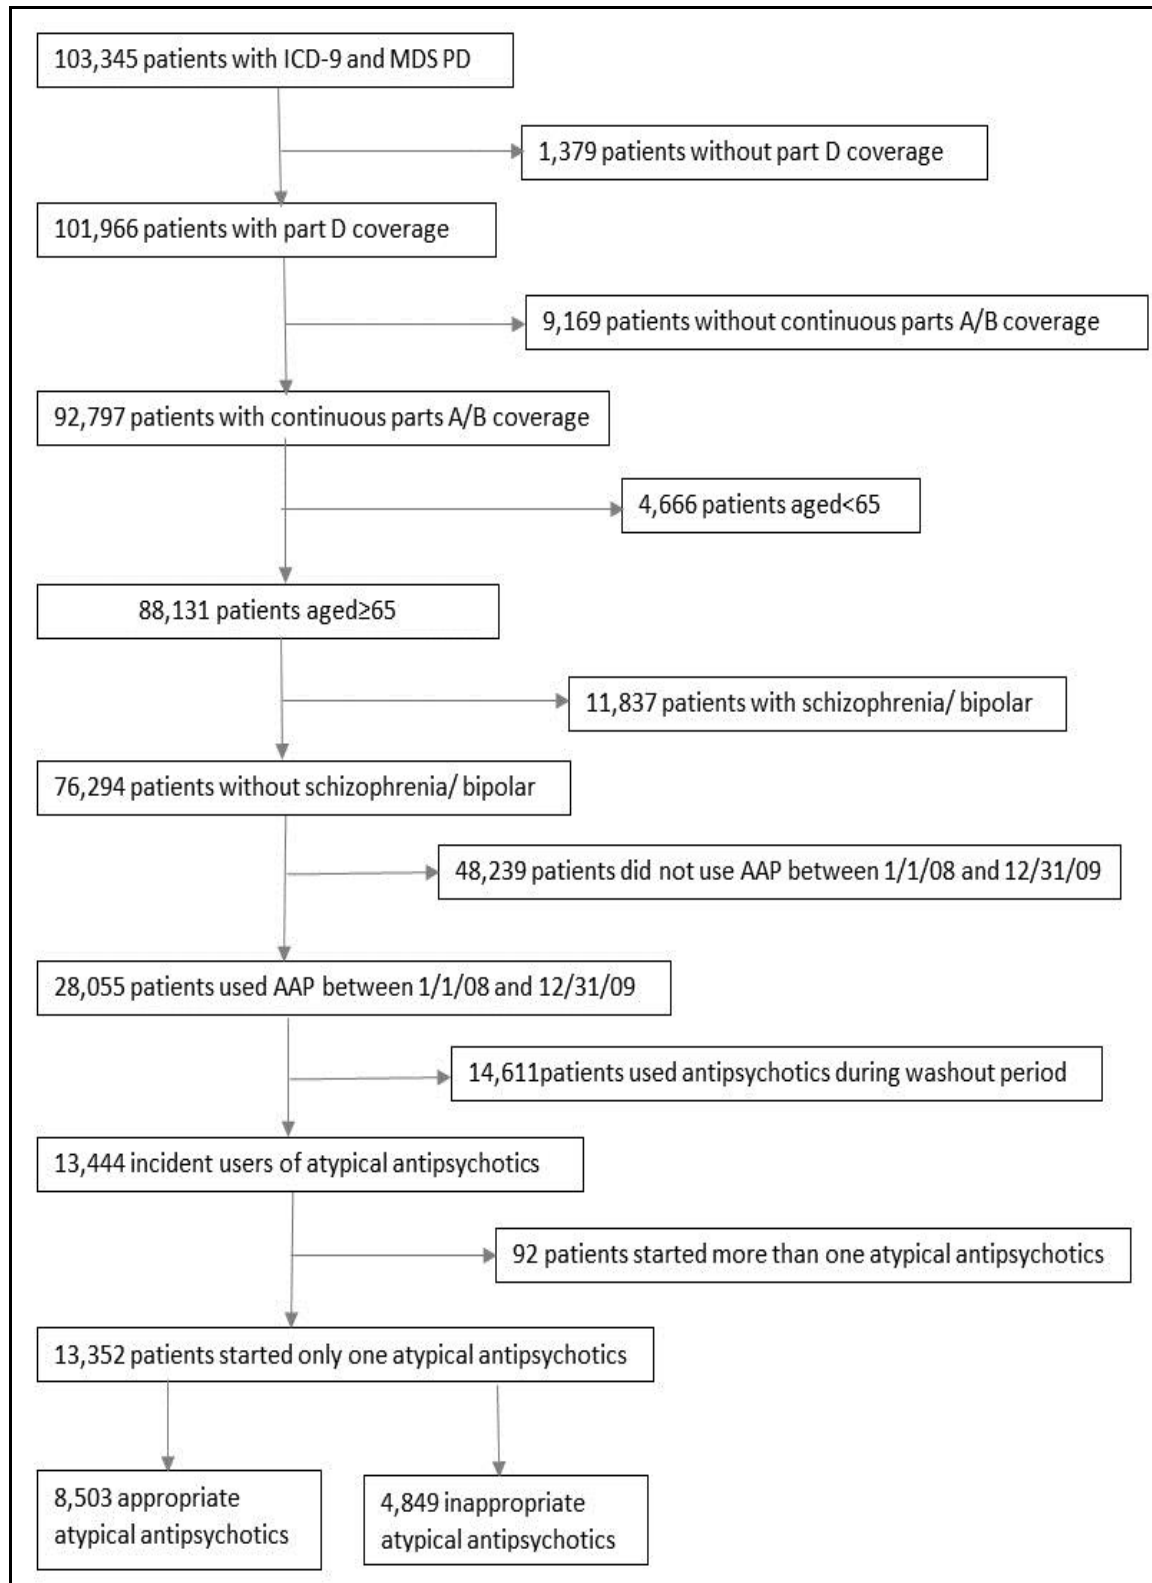 103,345 patients with ICD-9 and MDS PD
1,379 patients without part D coverage
101,966 patients with part D coverage
9,169 patients without continuous parts A/B coverage
92,797 patients with continuous parts A/B coverage
4,666 patients aged<65
88,131 patients aged≥65
11,837 patients with schizophrenia/ bipolar
76,294 patients without schizophrenia/ bipolar
48,239 patients did not use AAP between 1/1/08 and 12/31/09
28,055 patients used AAP between 1/1/08 and 12/31/09
14,611patients used antipsychotics during washout period
13,444 incident users of atypical antipsychotics
92 patients started more than one atypical antipsychotics
13,352 patients started only one atypical antipsychotics
8,503 appropriate
atypical antipsychotics
4,849 inappropriate
atypical antipsychotics